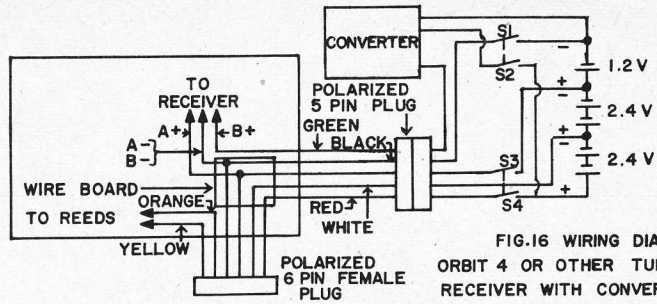 CONVERTER
S1
S2
1.2 V
TO
RECEIVER
POLARIZED
5 PIN PLUG
2.4 V
A+
B+
GREEN
BLACK
A-
B-
S3
2.4 V
WIRE BOARD
ORANGE
RED
S4
TO REEDS
WHITE
YELLOW
POLARIZED
6 PIN FEMALE
PLUG
FIG.16 WIRING DIA
ORBIT 4 OR OTHER TU
RECEIVER WITH CONVER